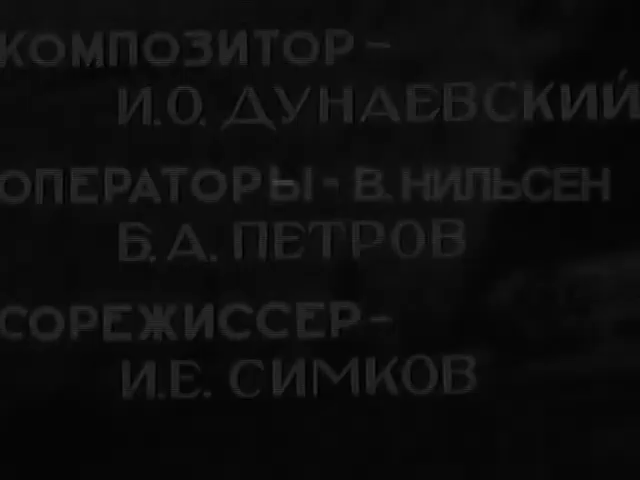 КОМПОЗИТОР –
И.О. ДУНАЕВСКИЙ
ОПЕРАТОРЫ - В. НИЛЬСЕН
Б.А. ПЕТРОВ
СОРЕЖИССЕР –
И.Е. СИМКОВ